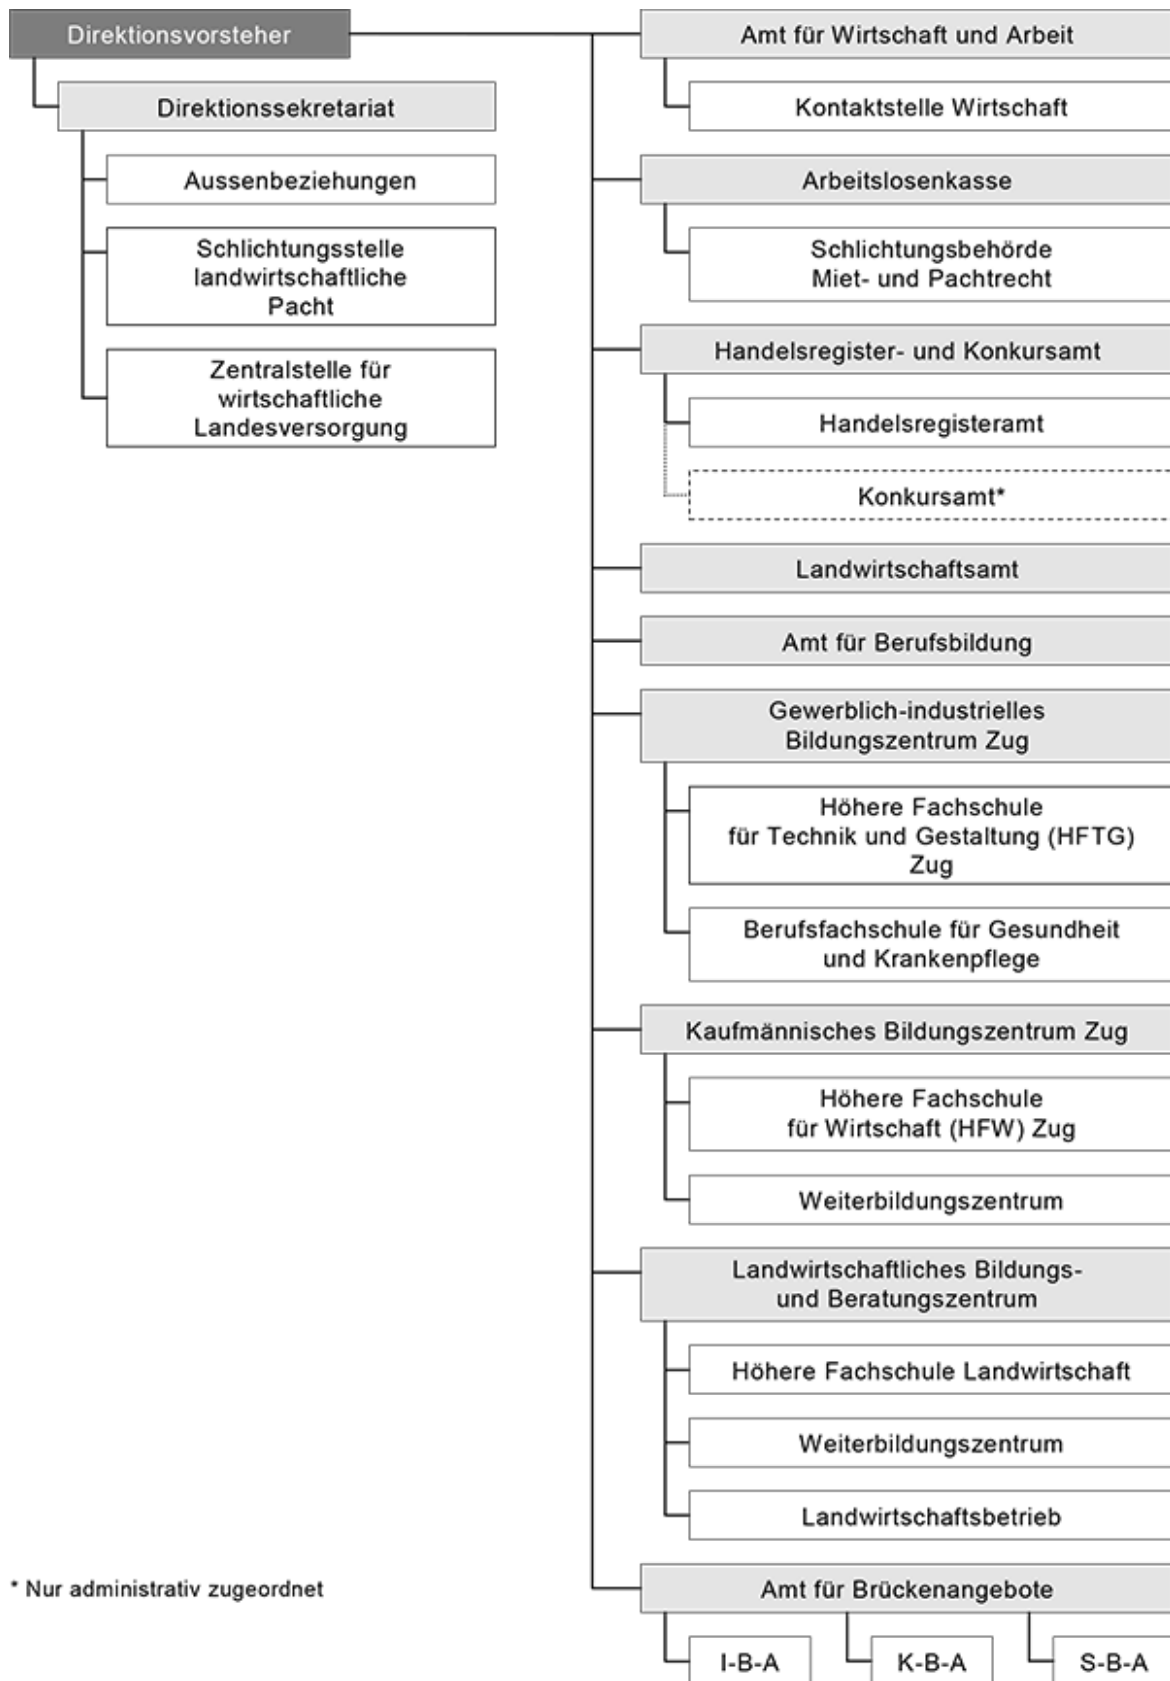 Direktionsvorsteher
Direktionssekretariat
Aussenbeziehungen
Schlichtungsstelle
landwirtschaftliche
Pacht
Zentralstelle für
wirtschaftliche
Landesversorgung
Amt für Wirtschaft und Arbeit
Kontaktstelle Wirtschaft
Arbeitslosenkasse
Schlichtungsbehörde
Miet- und Pachtrecht
Handelsregister- und Konkursamt
Handelsregisteramt
Konkursamt*
Landwirtschaftsamt
Amt für Berufsbildung
Gewerblich-industrielles
Bildungszentrum Zug
Höhere Fachschule
für Technik und Gestaltung (HFTG)
Zug
Berufsfachschule für Gesundheit
und Krankenpflege
Kaufmännisches Bildungszentrum Zug
Höhere Fachschule
für Wirtschaft (HFW) Zug
Weiterbildungszentrum
Landwirtschaftliches Bildungs-
und Beratungszentrum
Höhere Fachschule Landwirtschaft
Weiterbildungszentrum
Landwirtschaftsbetrieb
Amt für Brückenangebote
I-B-A
K-B-A
S-B-A
* Nur administrativ zugeordnet